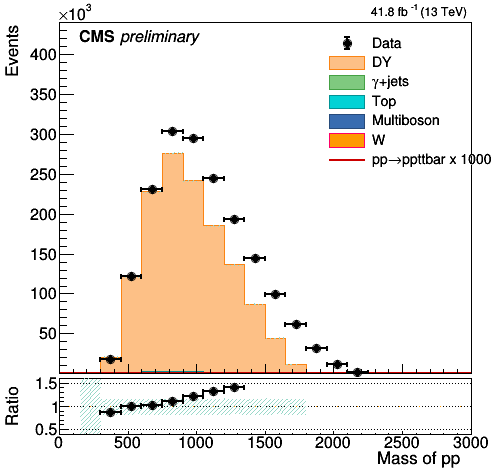 ×10³
41.8 fb⁻¹ (13 TeV)
Events
CMS preliminary
Data
DY
γ+jets
Top
Multiboson
W
pp→ppttbar x 1000
400
350
300
250
200
150
100
50
Ratio
1.5
1
0.5
0 500 1000 1500 2000 2500 3000
Mass of pp